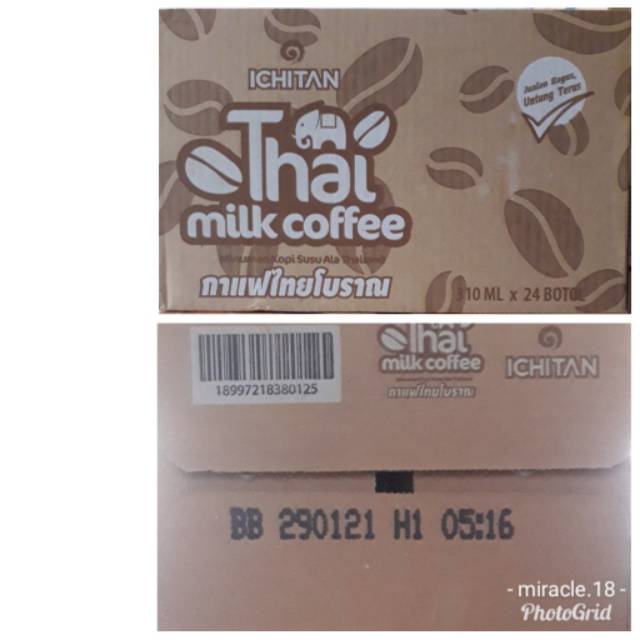 ICHITAN
Jualan Bagus,
Untung Terus
Thai
milk coffee
Minuman Kopi Susu Ala Thailand
กาแฟไทยโบราณ
310 ML x 24 BOTOL
18997218380125
Thai
milk coffee
กาแฟไทยโบราณ
ICHITAN
BB 290121 H1 05:16
- miracle.18 -
PhotoGrid